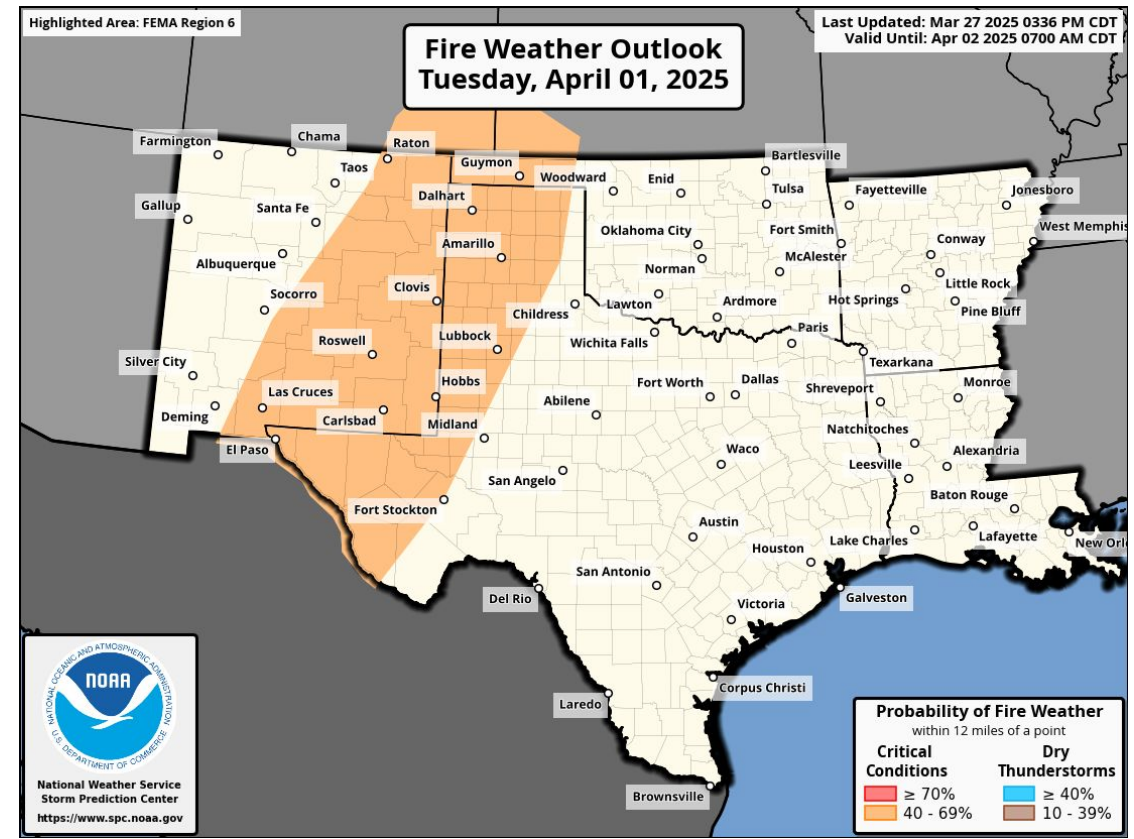 Highlighted Area: FEMA Region 6
Last Updated: Mar 27 2025 0336 PM CDT
Valid Until: Apr 02 2025 0700 AM CDT
Fire Weather Outlook
Tuesday, April 01, 2025
Farmington
Chama
Raton
Taos
Guymon
Woodward
Enid
Bartlesville
Tulsa
Fayetteville
Jonesboro
Gallup
Santa Fe
Dalhart
Oklahoma City
Fort Smith
Conway
West Memphis
Albuquerque
Amarillo
Norman
McAlester
Little Rock
Socorro
Clovis
Childress
Lawton
Ardmore
Hot Springs
Pine Bluff
Roswell
Lubbock
Wichita Falls
Paris
Texarkana
Silver City
Las Cruces
Hobbs
Fort Worth
Dallas
Shreveport
Monroe
Deming
Carlsbad
Midland
Abilene
Natchitoches
El Paso
San Angelo
Waco
Leesville
Alexandria
Fort Stockton
Baton Rouge
Austin
Houston
Lake Charles
Lafayette
New Orl
Del Rio
San Antonio
Galveston
Victoria
Laredo
Corpus Christi
Brownsville
NATIONAL OCEANIC AND ATMOSPHERIC ADMINISTRATION
NOAA
U.S. DEPARTMENT OF COMMERCE
National Weather Service
Storm Prediction Center
https://www.spc.noaa.gov
Probability of Fire Weather
within 12 miles of a point
Critical Dry
Conditions Thunderstorms
≥ 70% ≥ 40%
40 - 69% 10 - 39%